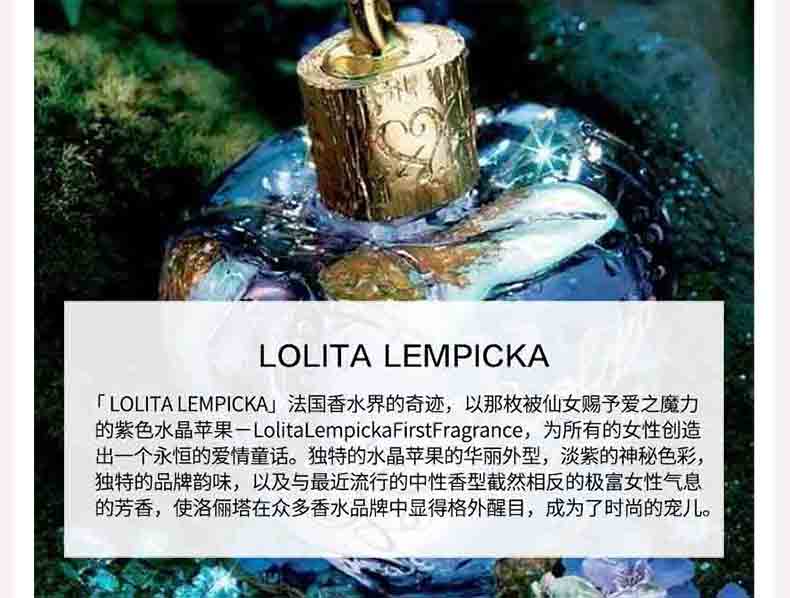 LOLITA LEMPICKA
「 LOLITA LEMPICKA」法国香水界的奇迹，以那枚被仙女赐予爱之魔力
的紫色水晶苹果－LolitaLempickaFirstFragrance，为所有的女性创造
出一个永恒的爱情童话。独特的水晶苹果的华丽外型，淡紫的神秘色彩，
独特的品牌韵味，以及与最近流行的中性香型截然相反的极富女性气息
的芳香，使洛俪塔在众多香水品牌中显得格外醒目，成为了时尚的宠儿。